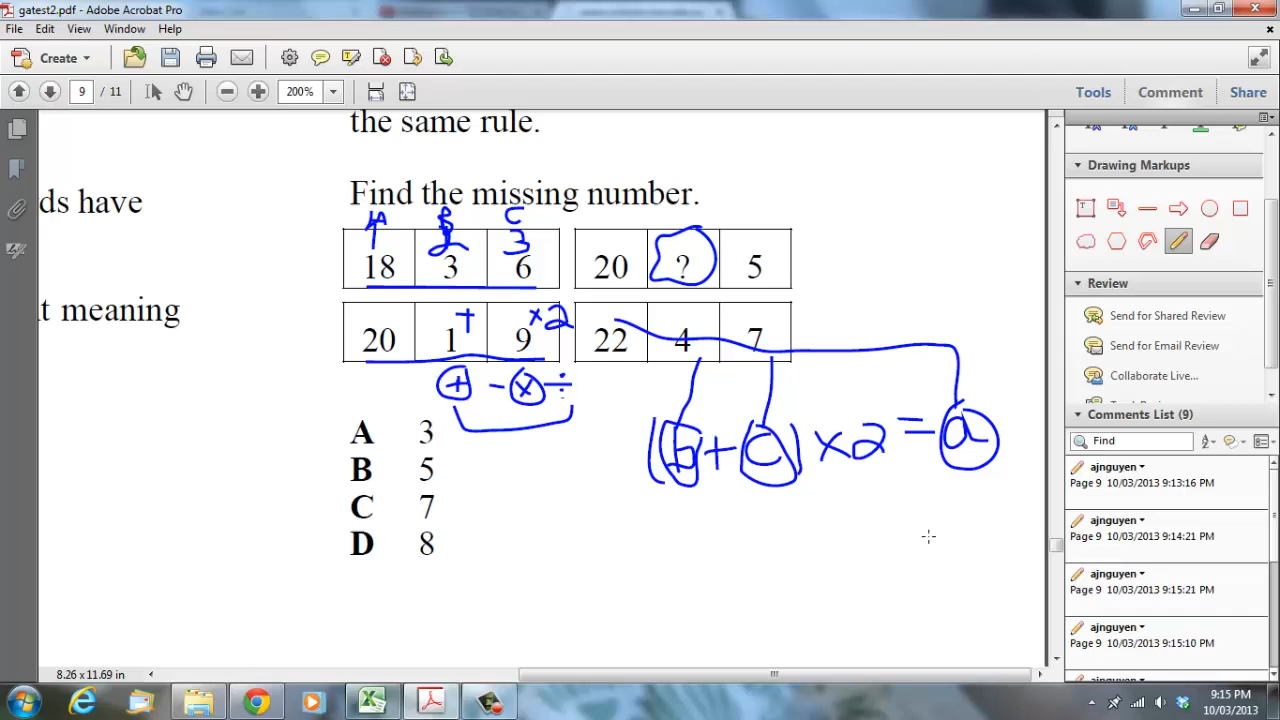 gatest2.pdf - Adobe Acrobat Pro
File Edit View Window Help
Create
9 / 11 200% Tools Comment Share
the same rule.
ds have
Find the missing number.
A B C
2 3
18 3 6 20 ? 5
t meaning
+ ×2
20 1 9 22 4 7
+ - × ÷
A 3
B 5
C 7
D 8
(b + c) × 2 = a
8.26 x 11.69 in
Drawing Markups
T
Review
Send for Shared Review
Send for Email Review
Collaborate Live...
Comments List (9)
Find
ajnguyen
Page 9 10/03/2013 9:13:16 PM
ajnguyen
Page 9 10/03/2013 9:14:21 PM
ajnguyen
Page 9 10/03/2013 9:15:21 PM
ajnguyen
Page 9 10/03/2013 9:15:10 PM
9:15 PM
10/03/2013